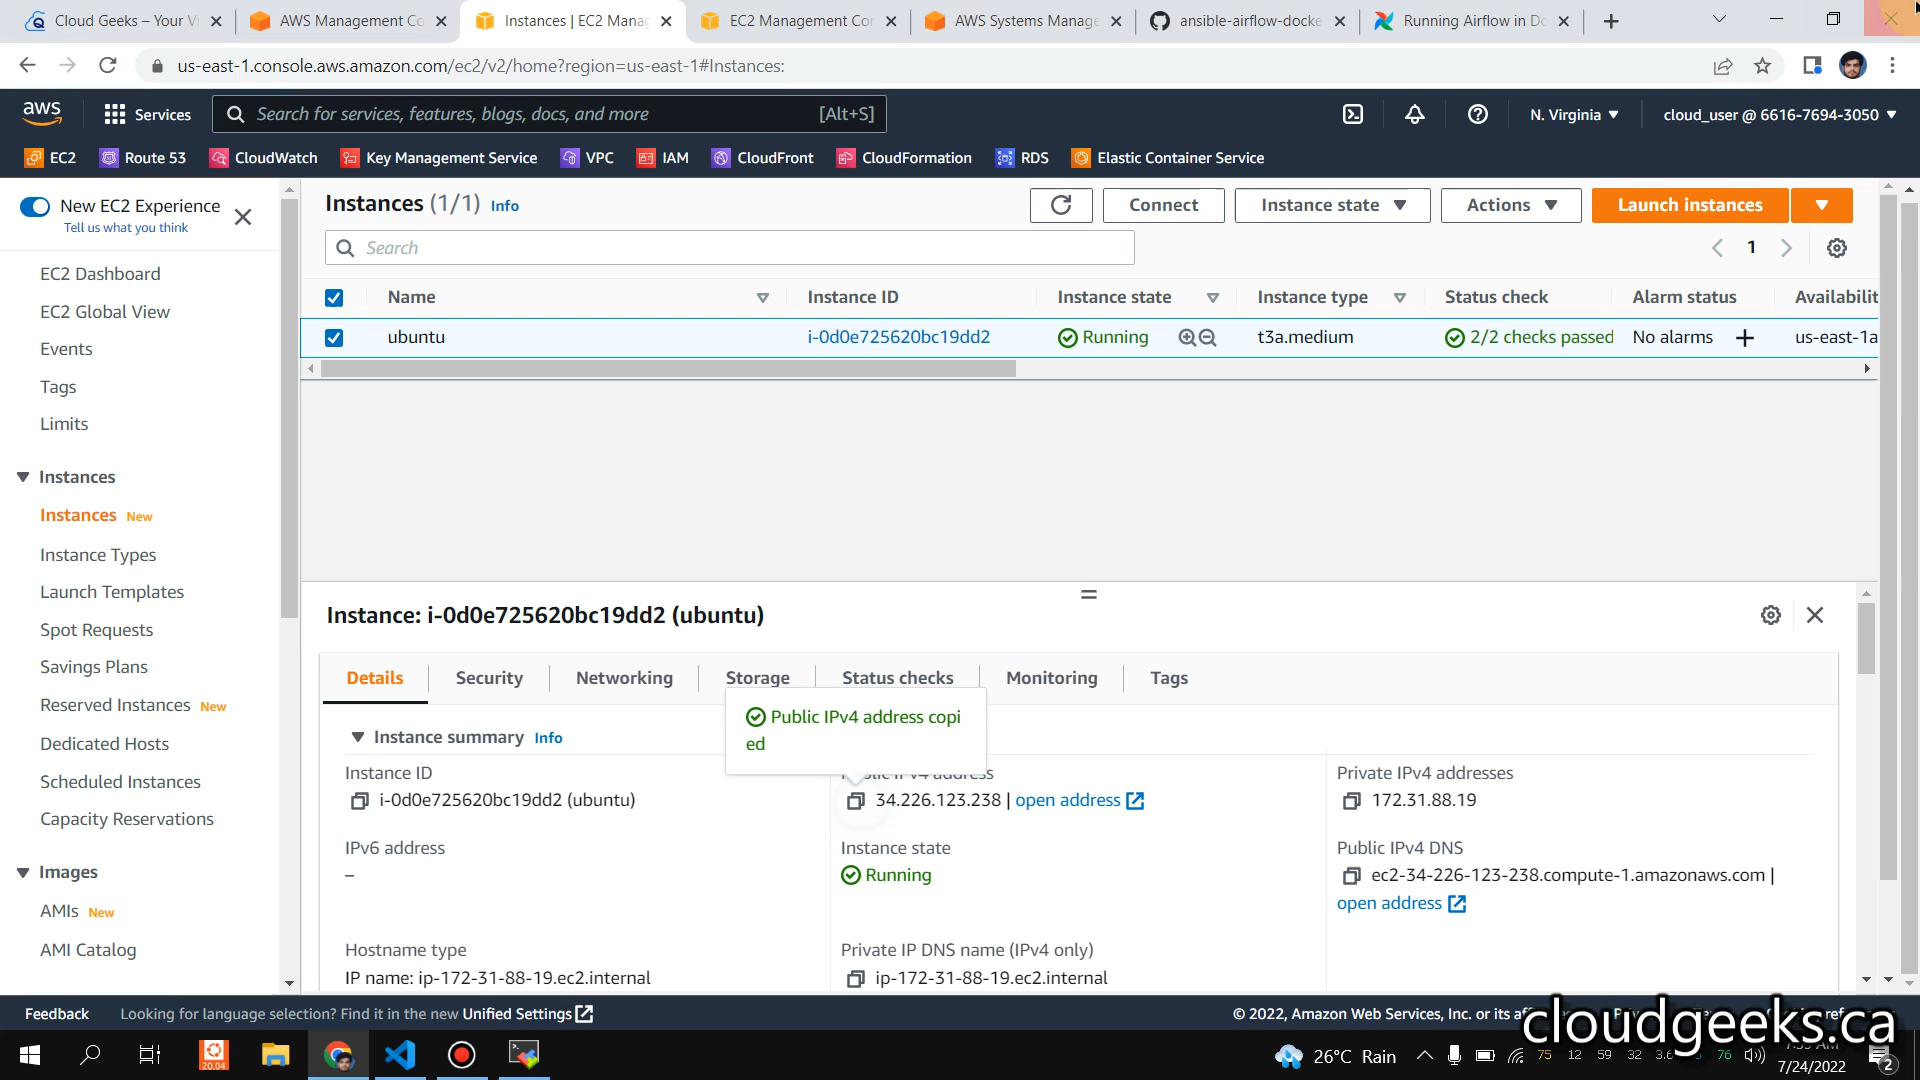 Cloud Geeks – Your Vi
AWS Management Co
Instances | EC2 Manag
EC2 Management Con
AWS Systems Manage
ansible-airflow-docke
Running Airflow in Do
us-east-1.console.aws.amazon.com/ec2/v2/home?region=us-east-1#Instances:
aws
Services
Search for services, features, blogs, docs, and more
[Alt+S]
N. Virginia
cloud_user @ 6616-7694-3050
EC2
Route 53
CloudWatch
Key Management Service
VPC
IAM
CloudFront
CloudFormation
RDS
Elastic Container Service
New EC2 Experience
Tell us what you think
EC2 Dashboard
EC2 Global View
Events
Tags
Limits
Instances
Instances New
Instance Types
Launch Templates
Spot Requests
Savings Plans
Reserved Instances New
Dedicated Hosts
Scheduled Instances
Capacity Reservations
Images
AMIs New
AMI Catalog
Instances (1/1) Info
Connect
Instance state
Actions
Launch instances
Search
1
Name
Instance ID
Instance state
Instance type
Status check
Alarm status
Availabilit
ubuntu
i-0d0e725620bc19dd2
Running
t3a.medium
2/2 checks passed
No alarms
us-east-1a
Instance: i-0d0e725620bc19dd2 (ubuntu)
Details
Security
Networking
Storage
Status checks
Monitoring
Tags
Public IPv4 address copi
ed
Instance summary Info
Instance ID
i-0d0e725620bc19dd2 (ubuntu)
Public IPv4 address
34.226.123.238 | open address
Private IPv4 addresses
172.31.88.19
IPv6 address
–
Instance state
Running
Public IPv4 DNS
ec2-34-226-123-238.compute-1.amazonaws.com |
open address
Hostname type
IP name: ip-172-31-88-19.ec2.internal
Private IP DNS name (IPv4 only)
ip-172-31-88-19.ec2.internal
Feedback
Looking for language selection? Find it in the new Unified Settings
© 2022, Amazon Web Services, Inc. or its aff
cloudgeeks.ca
20.04
26°C Rain
75
12
59
32
76
7/24/2022
2